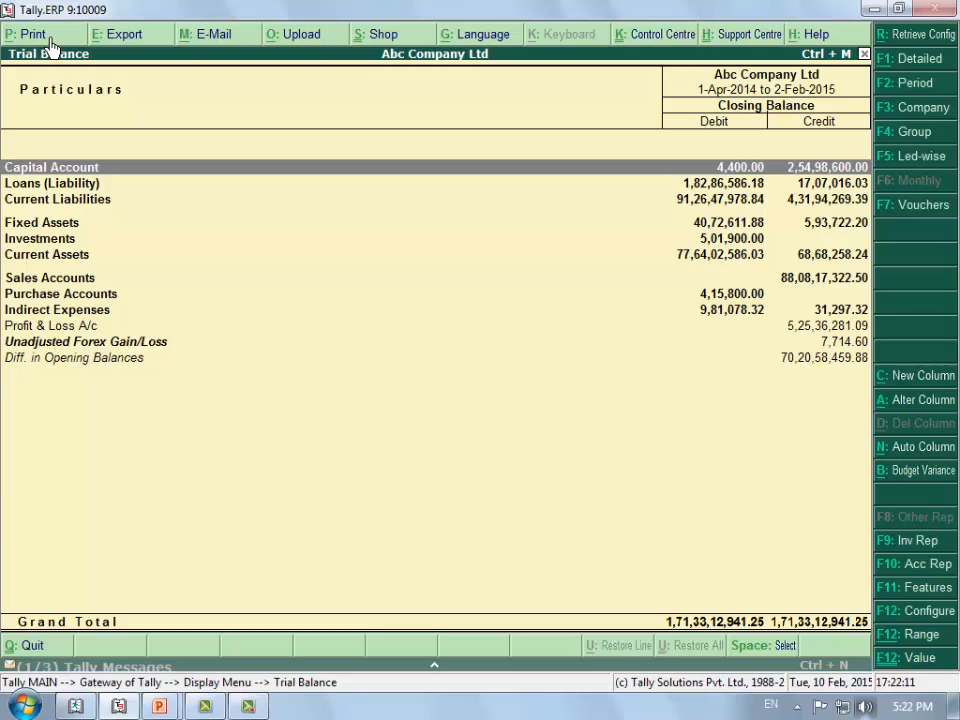 Tally.ERP 9:10009
P: Print E: Export M: E-Mail O: Upload S: Shop G: Language K: Keyboard K: Control Centre H: Support Centre H: Help
Trial Balance Abc Company Ltd Ctrl + M
Particulars
Abc Company Ltd
1-Apr-2014 to 2-Feb-2015
Closing Balance
Debit Credit
Capital Account 4,400.00 2,54,98,600.00
Loans (Liability) 1,82,86,586.18 17,07,016.03
Current Liabilities 91,26,47,978.84 4,31,94,269.39
Fixed Assets 40,72,611.88 5,93,722.20
Investments 5,01,900.00
Current Assets 77,64,02,586.03 68,68,258.24
Sales Accounts 88,08,17,322.50
Purchase Accounts 4,15,800.00
Indirect Expenses 9,81,078.32 31,297.32
Profit & Loss A/c 5,25,36,281.09
Unadjusted Forex Gain/Loss 7,714.60
Diff. in Opening Balances 70,20,58,459.88
Grand Total 1,71,33,12,941.25 1,71,33,12,941.25
R: Retrieve Config
F1: Detailed
F2: Period
F3: Company
F4: Group
F5: Led-wise
F6: Monthly
F7: Vouchers
C: New Column
A: Alter Column
D: Del Column
N: Auto Column
B: Budget Variance
F8: Other Rep
F9: Inv Rep
F10: Acc Rep
F11: Features
F12: Configure
F12: Range
F12: Value
Q: Quit U: Restore Line U: Restore All Space: Select
(1/3) Tally Messages Ctrl + N
Tally MAIN --> Gateway of Tally --> Display Menu --> Trial Balance (c) Tally Solutions Pvt. Ltd., 1988-2 Tue, 10 Feb, 2015 17:22:11
EN 5:22 PM